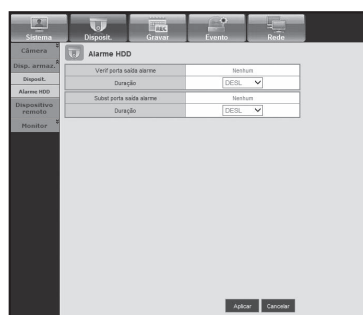 Sistema Disposit. Gravar Evento Rede
REC
Câmera
Disp. armaz.
Disposit.
Alarme HDD
Dispositivo
remoto
Monitor
Alarme HDD
Verif porta saída alarme Nenhum
Duração DESL
Subst porta saída alarme Nenhum
Duração DESL
Aplicar Cancelar